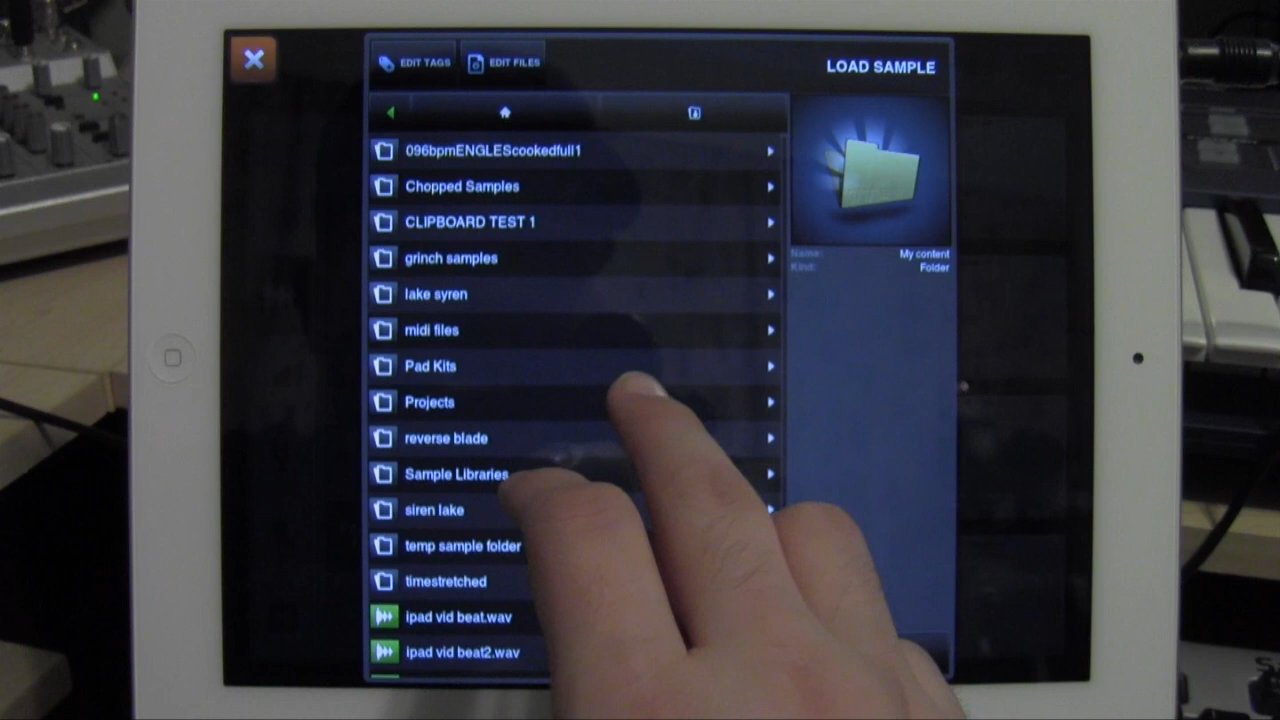 EDIT TAGS EDIT FILES LOAD SAMPLE
096bpmENGLEScookedfull1
Chopped Samples
CLIPBOARD TEST 1
grinch samples
lake syren
midi files
Pad Kits
Projects
reverse blade
Sample Libraries
siren lake
temp sample folder
timestretched
ipad vid beat.wav
ipad vid beat2.wav
Name: My content
Kind: Folder